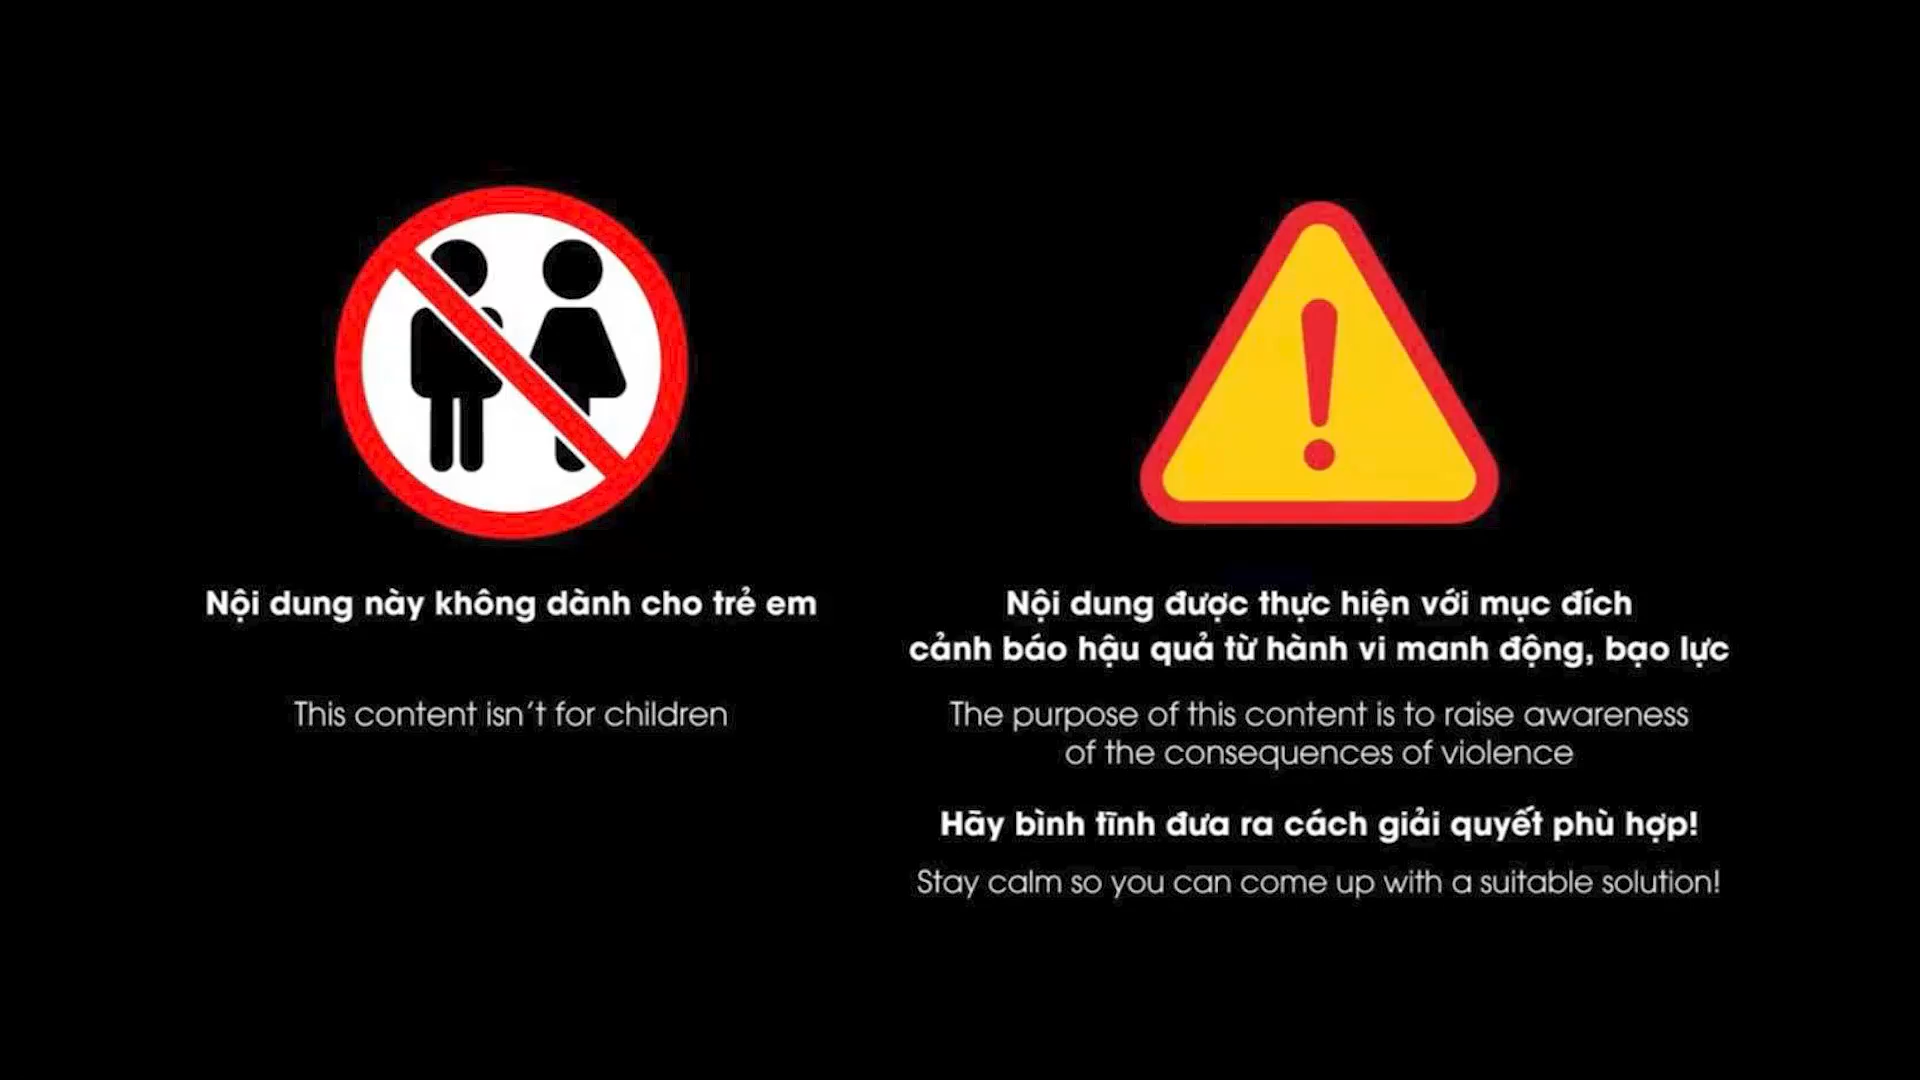 Nội dung này không dành cho trẻ em
This content isn't for children
Nội dung được thực hiện với mục đích
cảnh báo hậu quả từ hành vi manh động, bạo lực
The purpose of this content is to raise awareness
of the consequences of violence
Hãy bình tĩnh đưa ra cách giải quyết phù hợp!
Stay calm so you can come up with a suitable solution!